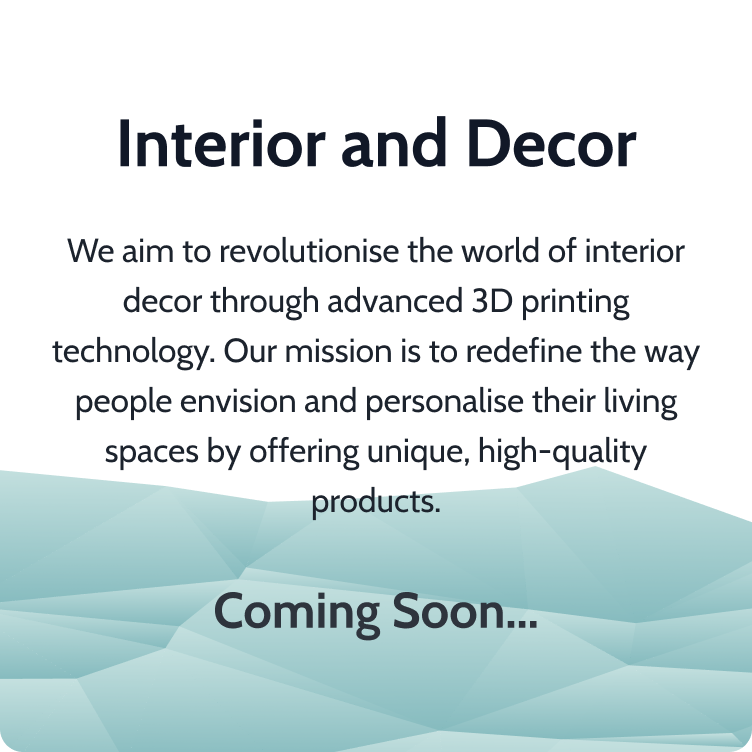 Interior and Decor
We aim to revolutionise the world of interior
decor through advanced 3D printing
technology. Our mission is to redefine the way
people envision and personalise their living
spaces by offering unique, high-quality
products.
Coming Soon...